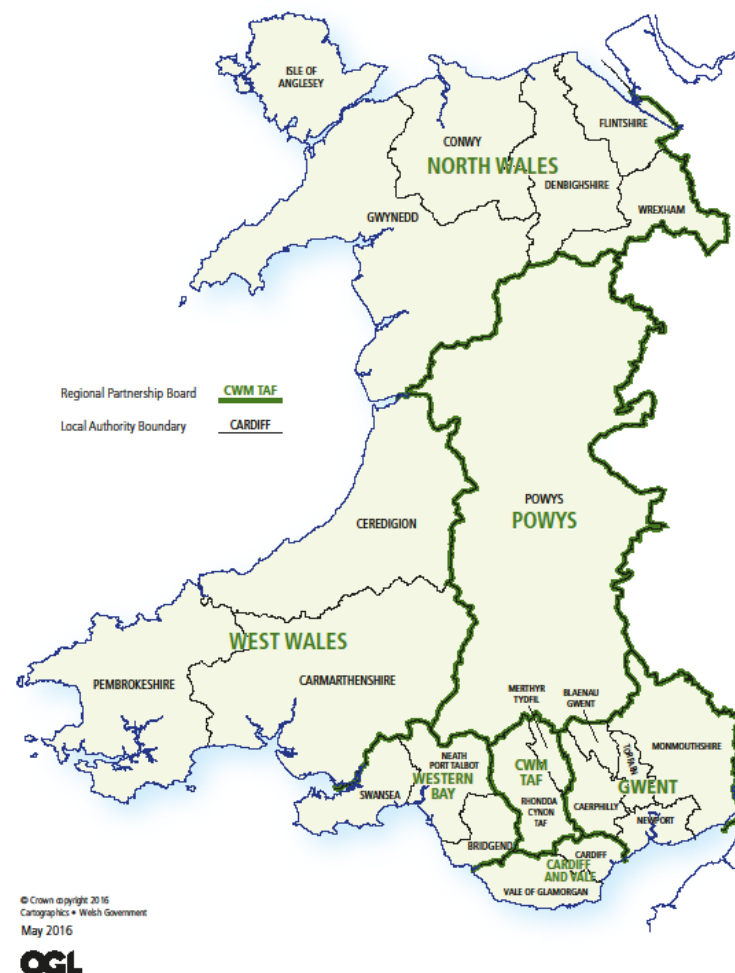 ISLE OF
ANGLESEY
FLINTSHIRE
CONWY
NORTH WALES
DENBIGHSHIRE
WREXHAM
GWYNEDD
Regional Partnership Board CWM TAF
Local Authority Boundary CARDIFF
POWYS
POWYS
CEREDIGION
WEST WALES
PEMBROKESHIRE
CARMARTHENSHIRE
MERTHYR
TYDFIL
BLAENAU
GWENT
TORFAEN
MONMOUTHSHIRE
NEATH
PORT TALBOT
WESTERN
BAY
SWANSEA
CWM
TAF
GWENT
RHONDDA
CYNON
TAF
CAERPHILLY
NEWPORT
BRIDGEND
CARDIFF
CARDIFF
AND VALE
VALE OF GLAMORGAN
© Crown copyright 2016
Cartographics • Welsh Government
May 2016
OGL